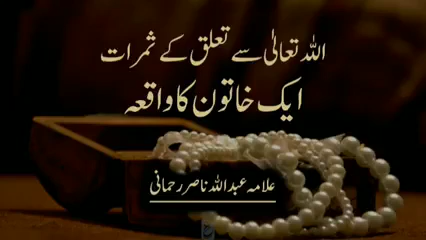 اللہ تعالیٰ سے تعلق کے ثمرات
ایک خاتون کا واقعہ
علامہ عبداللہ ناصر رحمانی